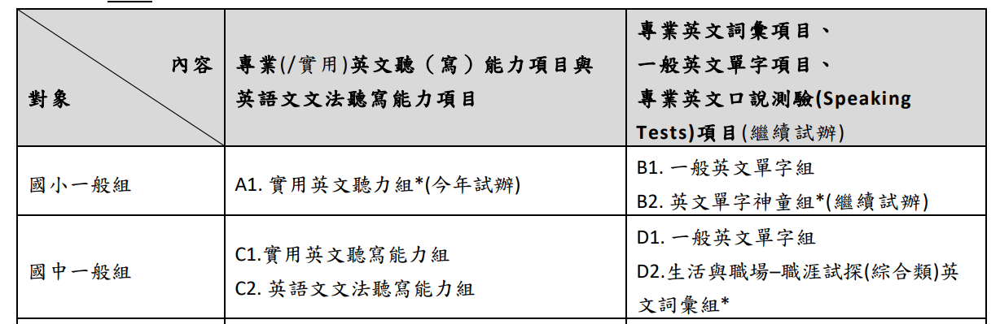 內容
對象
專業(/實用)英文聽（寫）能力項目與
英語文文法聽寫能力項目
專業英文詞彙項目、
一般英文單字項目、
專業英文口說測驗(Speaking
Tests)項目(繼續試辦)
國小一般組
A1. 實用英文聽力組*(今年試辦)
B1. 一般英文單字組
B2. 英文單字神童組*(繼續試辦)
國中一般組
C1.實用英文聽寫能力組
C2. 英語文文法聽寫能力組
D1. 一般英文單字組
D2.生活與職場–職涯試探(綜合類)英
文詞彙組*